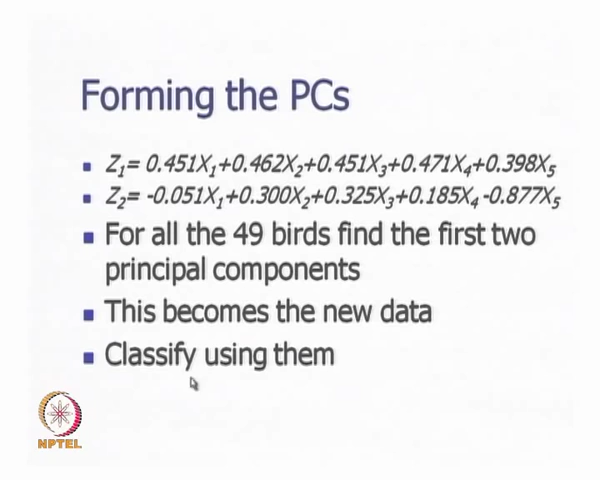 Forming the PCs
Z₁= 0.451X₁+0.462X₂+0.451X₃+0.471X₄+0.398X₅
Z₂= -0.051X₁+0.300X₂+0.325X₃+0.185X₄ -0.877X₅
For all the 49 birds find the first two
principal components
This becomes the new data
Classify using them
NPTEL